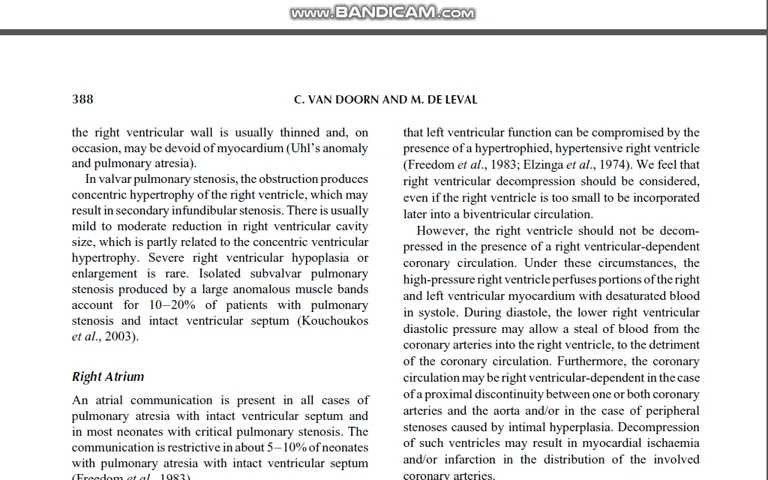 www.BANDICAM.com
388
C. VAN DOORN AND M. DE LEVAL
the right ventricular wall is usually thinned and, on
occasion, may be devoid of myocardium (Uhl's anomaly
and pulmonary atresia).
In valvar pulmonary stenosis, the obstruction produces
concentric hypertrophy of the right ventricle, which may
result in secondary infundibular stenosis. There is usually
mild to moderate reduction in right ventricular cavity
size, which is partly related to the concentric ventricular
hypertrophy. Severe right ventricular hypoplasia or
enlargement is rare. Isolated subvalvar pulmonary
stenosis produced by a large anomalous muscle bands
account for 10–20% of patients with pulmonary
stenosis and intact ventricular septum (Kouchoukos
et al., 2003).
Right Atrium
An atrial communication is present in all cases of
pulmonary atresia with intact ventricular septum and
in most neonates with critical pulmonary stenosis. The
communication is restrictive in about 5–10% of neonates
with pulmonary atresia with intact ventricular septum
(Freedom et al., 1983).
that left ventricular function can be compromised by the
presence of a hypertrophied, hypertensive right ventricle
(Freedom et al., 1983; Elzinga et al., 1974). We feel that
right ventricular decompression should be considered,
even if the right ventricle is too small to be incorporated
later into a biventricular circulation.
However, the right ventricle should not be decom-
pressed in the presence of a right ventricular-dependent
coronary circulation. Under these circumstances, the
high-pressure right ventricle perfuses portions of the right
and left ventricular myocardium with desaturated blood
in systole. During diastole, the lower right ventricular
diastolic pressure may allow a steal of blood from the
coronary arteries into the right ventricle, to the detriment
of the coronary circulation. Furthermore, the coronary
circulation may be right ventricular-dependent in the case
of a proximal discontinuity between one or both coronary
arteries and the aorta and/or in the case of peripheral
stenoses caused by intimal hyperplasia. Decompression
of such ventricles may result in myocardial ischaemia
and/or infarction in the distribution of the involved
coronary arteries.